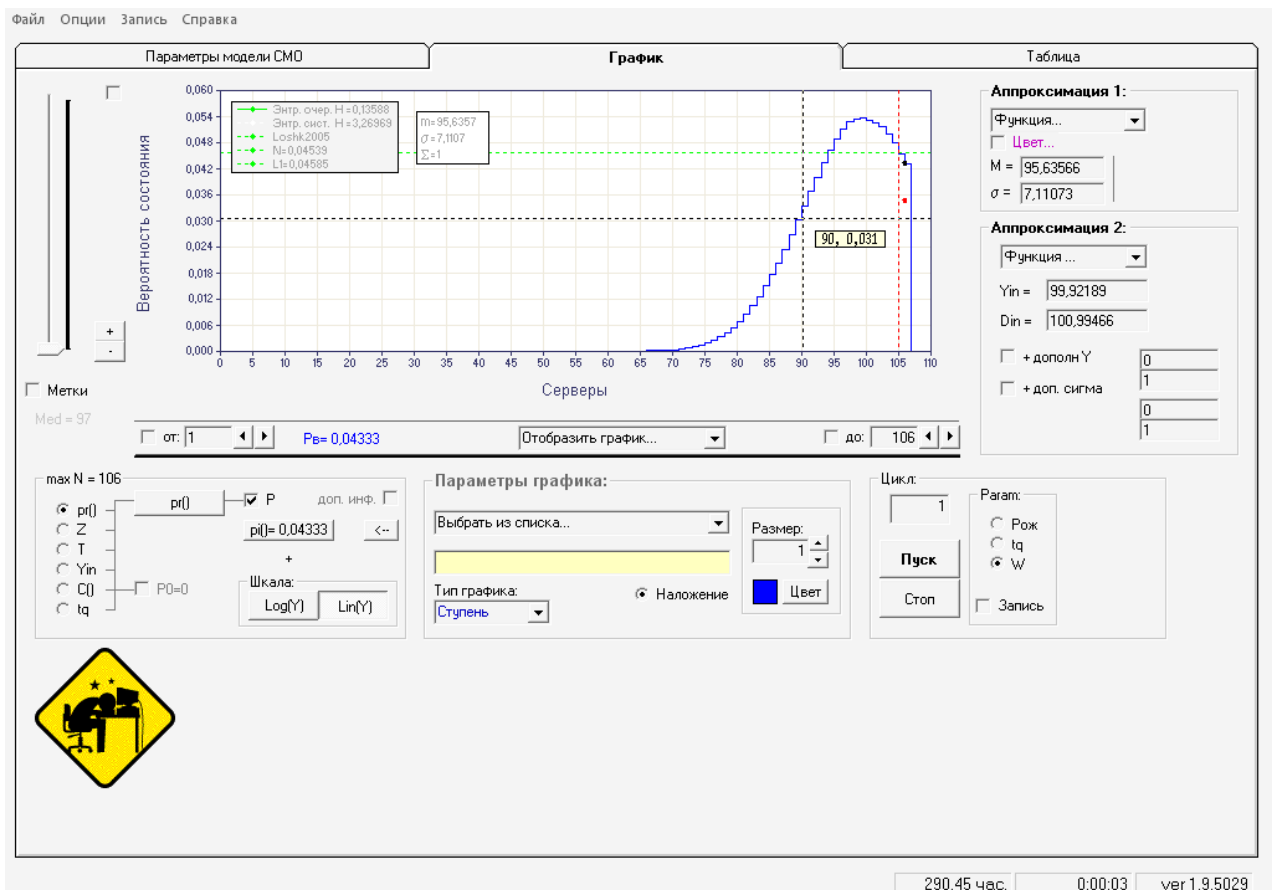 Файл Опции Запись Справка
Параметры модели СМО График Таблица
Вероятность состояния
0,060
0,054
0,048
0,042
0,036
0,030
0,024
0,018
0,012
0,006
0,000
Энтр. очер. H=0,13588
Энтр. сист. H=3,26969
Loshk2005
N=0,04539
L1=0,04585
m=95,6357
σ=7,1107
Σ=1
90, 0,031
0 5 10 15 20 25 30 35 40 45 50 55 60 65 70 75 80 85 90 95 100 105 110
Серверы
+
-
Метки
Med = 97
от: 1 Рв= 0,04333 Отобразить график... до: 106
Аппроксимация 1:
Функция...
Цвет...
M = 95,63566
σ = 7,11073
Аппроксимация 2:
Функция ...
Yin = 99,92189
Din = 100,99466
+ дополн Y 0
1
+ доп. сигма
0
1
max N = 106
pr() pr() P доп. инф.
Z pi()= 0,04333 <--
T +
Yin
C() P0=0
tq
Шкала:
Log(Y) Lin(Y)
Параметры графика:
Выбрать из списка...
Размер:
1
Тип графика:
Ступень
Наложение
Цвет
Цикл:
1
Пуск
Стоп
Param:
Рож
tq
W
Запись
290.45 час. 0:00:03 ver 1.9.5029